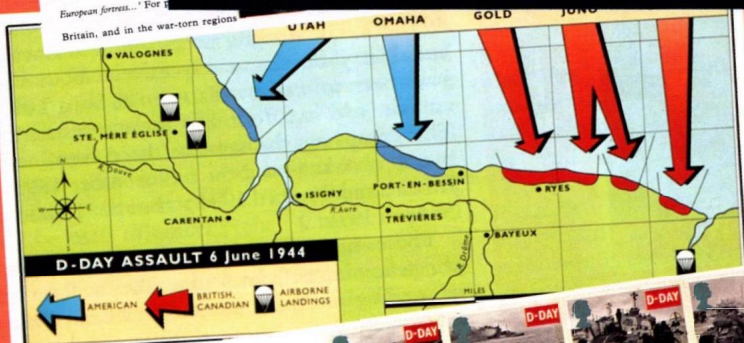 European fortress...' For
Britain, and in the war-torn regions
UTAH
OMAHA
GOLD
JUNO
VALOGNES
STE. MÈRE ÉGLISE
R. Douve
N
W E
S
CARENTAN
ISIGNY
R. Aure
PORT-EN-BESSIN
TRÉVIÈRES
RYES
BAYEUX
R. Drôme
MILES
D-DAY ASSAULT 6 June 1944
AMERICAN
BRITISH,
CANADIAN
AIRBORNE
LANDINGS
D-DAY
D-DAY
D-DAY